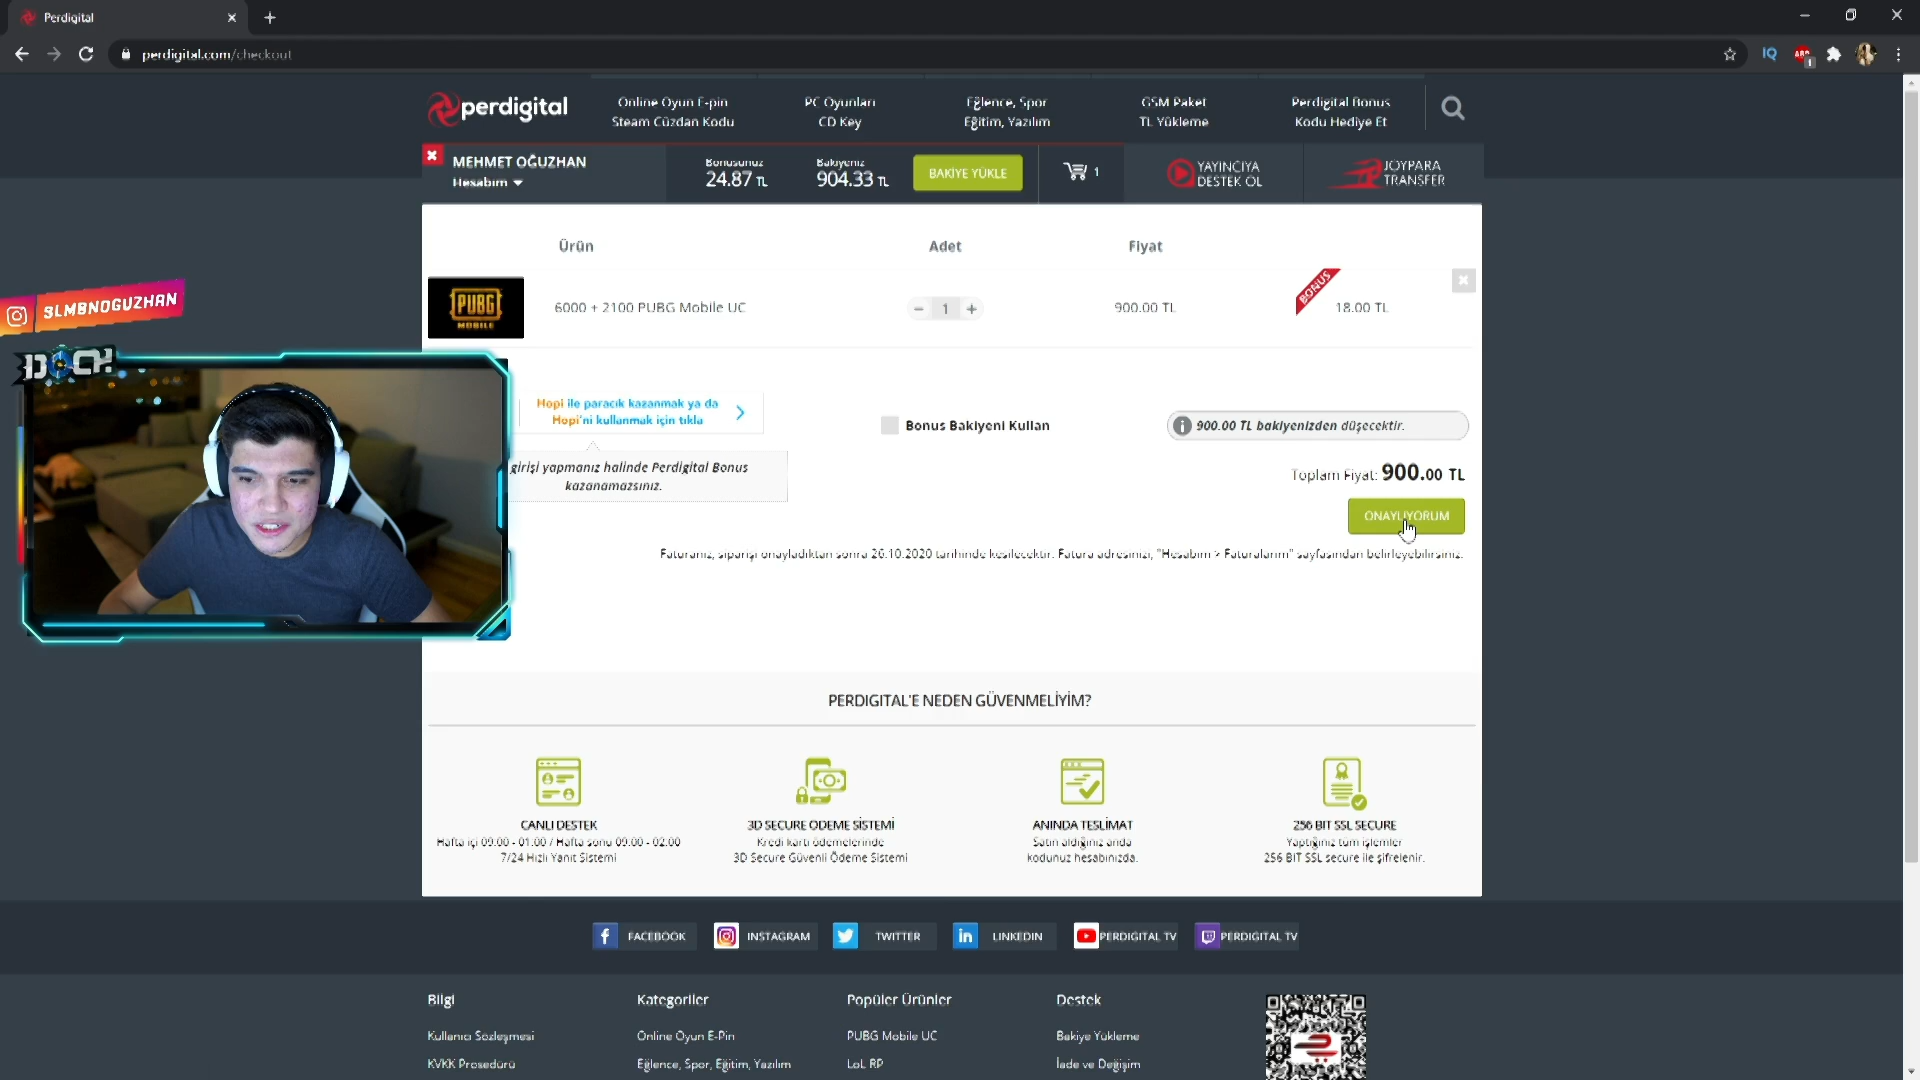 Perdigital
perdigital.com/checkout
IQ
ABP
1
perdigital
Online Oyun E-pin
Steam Cüzdan Kodu
PC Oyunları
CD Key
Eğlence, Spor
Eğitim, Yazılım
GSM Paket
TL Yükleme
Perdigital Bonus
Kodu Hediye Et
MEHMET OĞUZHAN
Hesabım
Bonusunuz
24.87 TL
Bakiyeniz
904.33 TL
BAKİYE YÜKLE
1
YAYINCIYA
DESTEK OL
JOYPARA
TRANSFER
Ürün
Adet
Fiyat
PUBG
MOBILE
6000 + 2100 PUBG Mobile UC
1
900.00 TL
BONUS
18.00 TL
SLMBNOGUZHAN
Hopi ile paracık kazanmak ya da
Hopi'ni kullanmak için tıkla
girişi yapmanız halinde Perdigital Bonus
kazanamazsınız.
Bonus Bakiyeni Kullan
900.00 TL bakiyenizden düşecektir.
Toplam Fiyat: 900.00 TL
ONAYLIYORUM
Faturanız, siparişi onayladıktan sonra 26.10.2020 tarihinde kesilecektir. Fatura adresinizi, "Hesabım > Faturalarım" sayfasından belirleyebilirsiniz.
PERDIGITAL'E NEDEN GÜVENMELİYİM?
CANLI DESTEK
Hafta içi 09.00 - 01.00 / Hafta sonu 09.00 - 02.00
7/24 Hızlı Yanıt Sistemi
3D SECURE ÖDEME SİSTEMİ
Kredi kartı ödemelerinde
3D Secure Güvenli Ödeme Sistemi
ANINDA TESLİMAT
Satın aldığınız anda
kodunuz hesabınızda.
256 BIT SSL SECURE
Yaptığınız tüm işlemler
256 BIT SSL secure ile şifrelenir.
FACEBOOK
INSTAGRAM
TWITTER
LINKEDIN
PERDIGITAL TV
PERDIGITAL TV
Bilgi
Kategoriler
Popüler Ürünler
Destek
Kullanıcı Sözleşmesi
Online Oyun E-Pin
PUBG Mobile UC
Bakiye Yükleme
KVKK Prosedürü
Eğlence, Spor, Eğitim, Yazılım
LoL RP
İade ve Değişim